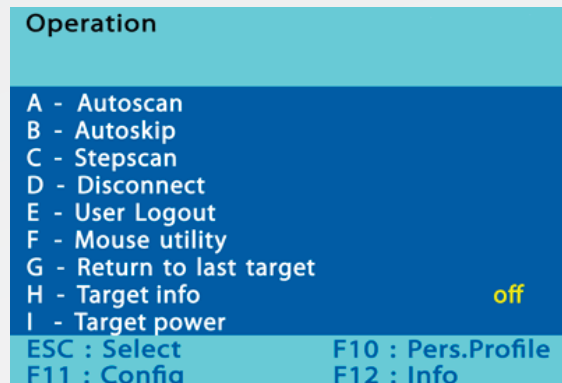 Operation
A - Autoscan
B - Autoskip
C - Stepscan
D - Disconnect
E - User Logout
F - Mouse utility
G - Return to last target
H - Target info off
I - Target power
ESC : Select F10 : Pers.Profile
F11 : Config F12 : Info